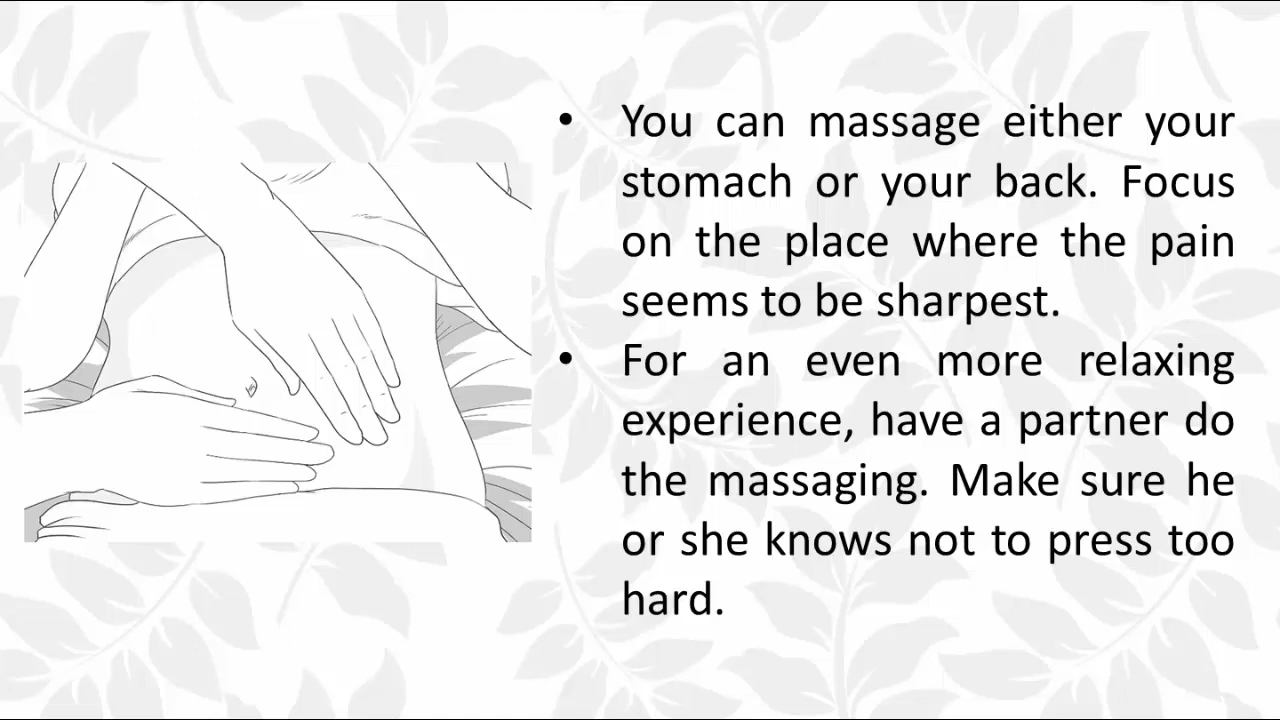 • You can massage either your
stomach or your back. Focus
on the place where the pain
seems to be sharpest.
• For an even more relaxing
experience, have a partner do
the massaging. Make sure he
or she knows not to press too
hard.